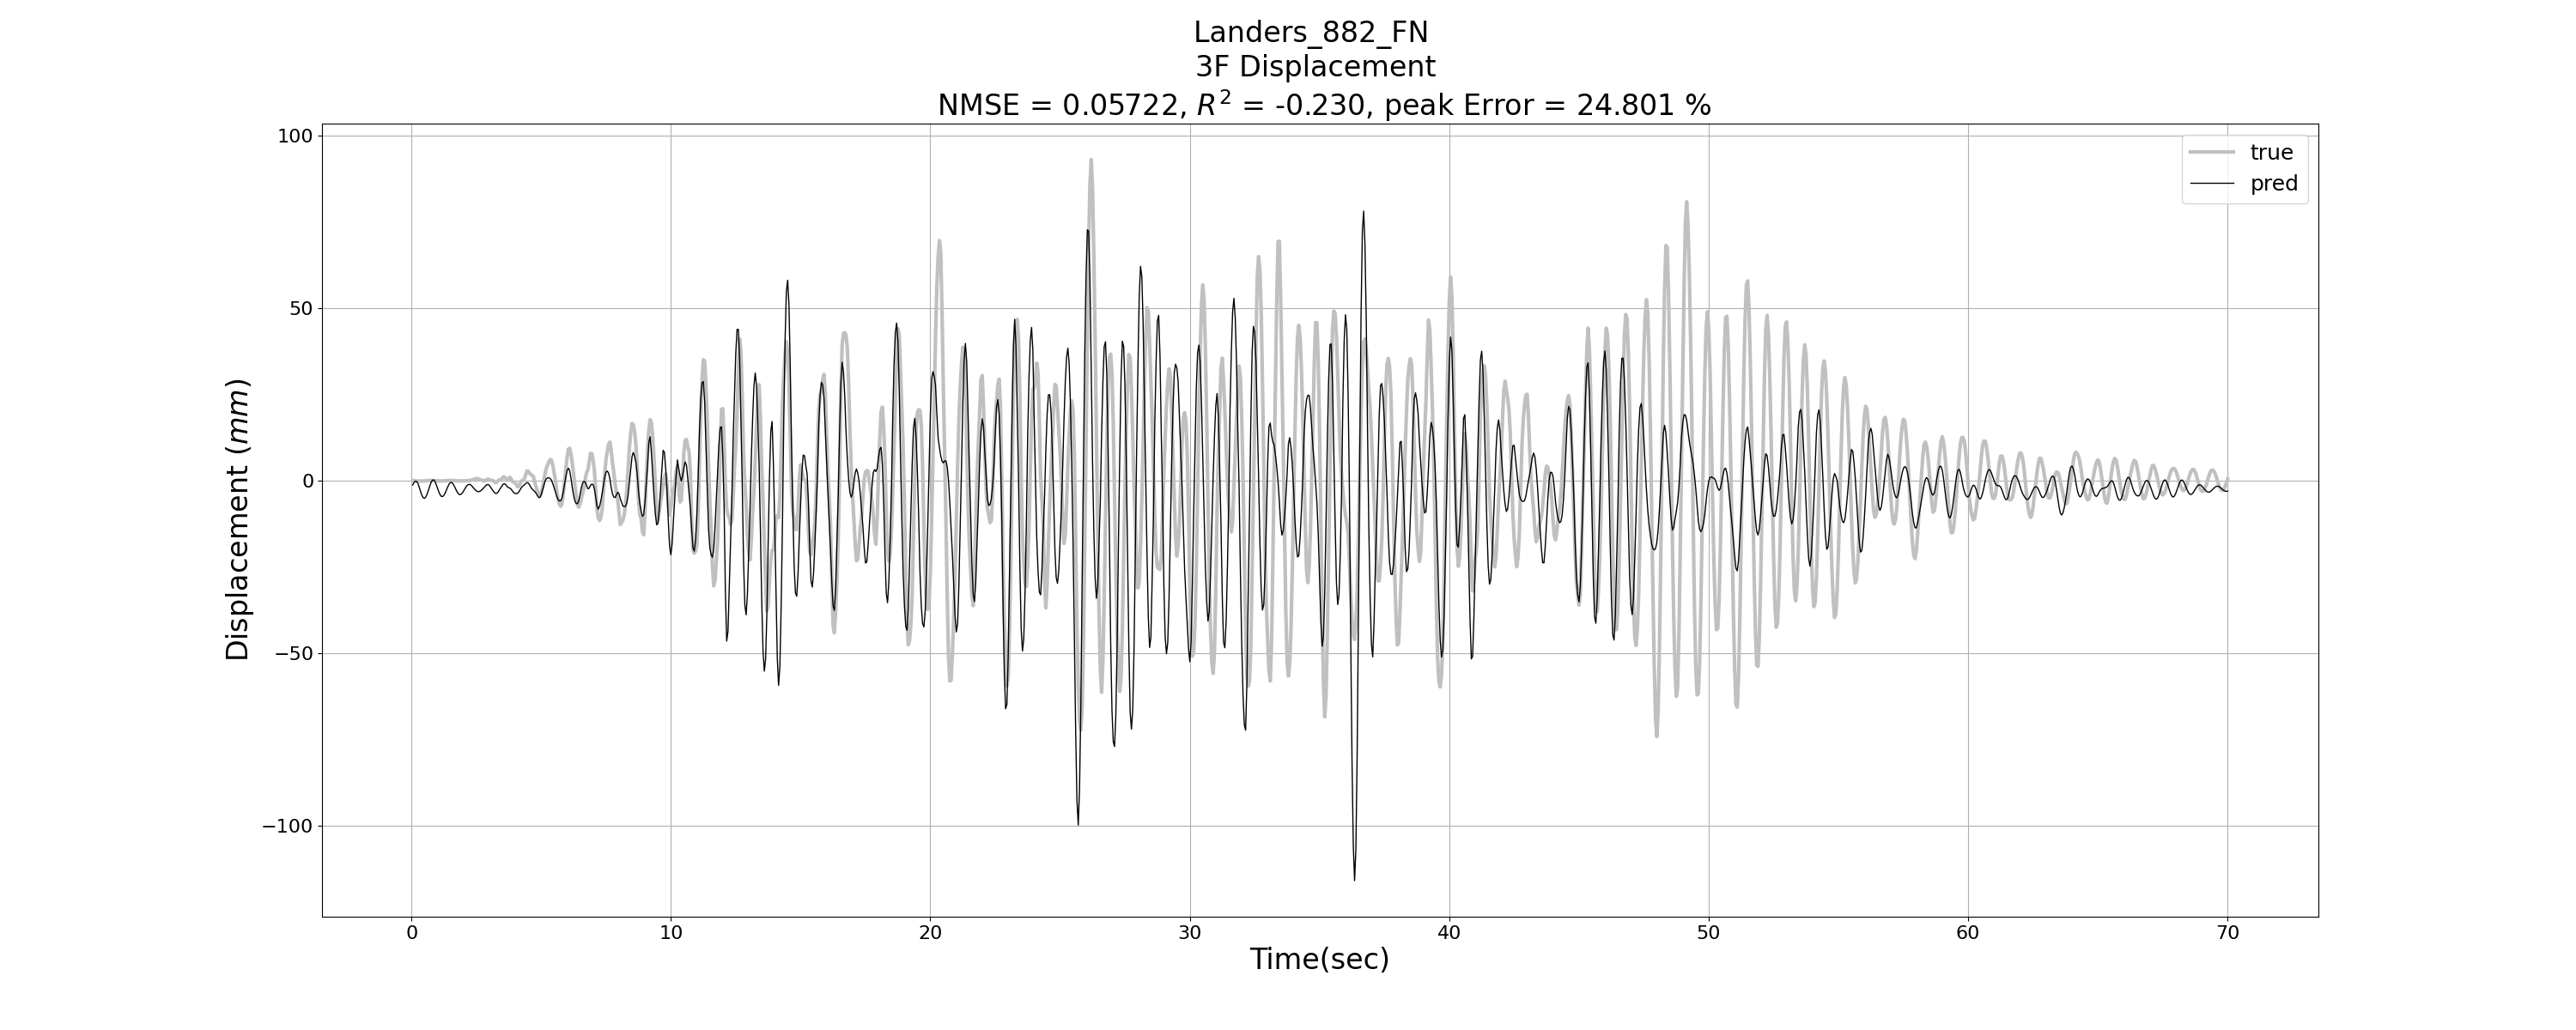 Landers_882_FN
3F Displacement
NMSE = 0.05722, R² = -0.230, peak Error = 24.801 %
100
50
0
−50
−100
Displacement (mm)
true
pred
0 10 20 30 40 50 60 70
Time(sec)